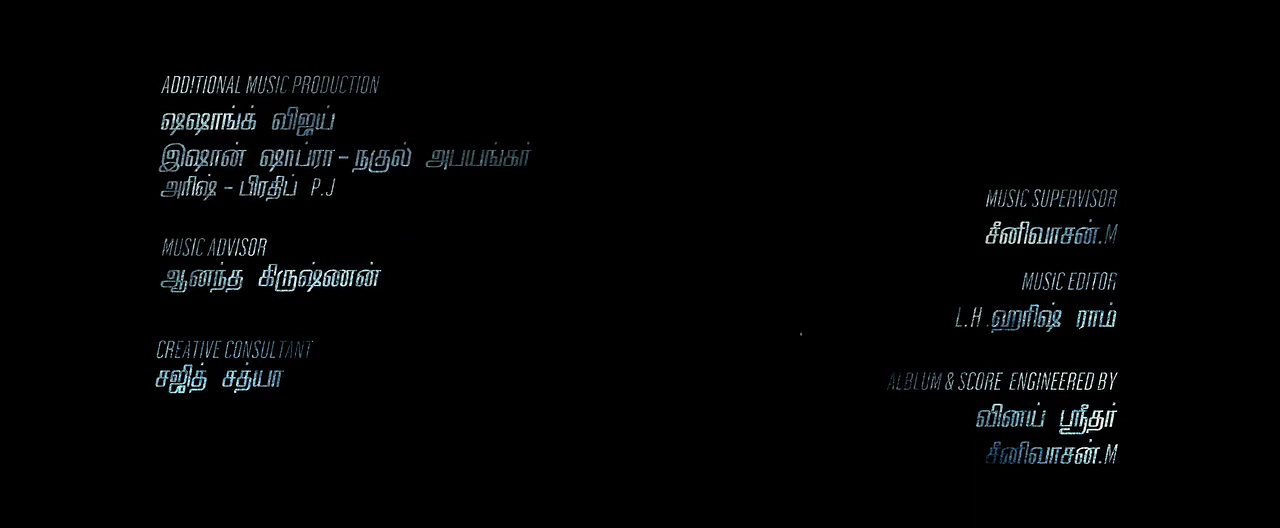 ADDITIONAL MUSIC PRODUCTION
ஷஷாங்க் விஜய்
இஷான் ஷாப்ரா – நகுல் அபயங்கர்
அரிஷ் – பிரதிப் P.J
MUSIC ADVISOR
ஆனந்த கிருஷ்ணன்
CREATIVE CONSULTANT
சஜித் சத்யா
MUSIC SUPERVISOR
சீனிவாசன்.M
MUSIC EDITOR
L.H.ஹரிஷ் ராம்
ALBLUM & SCORE ENGINEERED BY
வினய் ஸ்ரீதர்
சீனிவாசன்.M